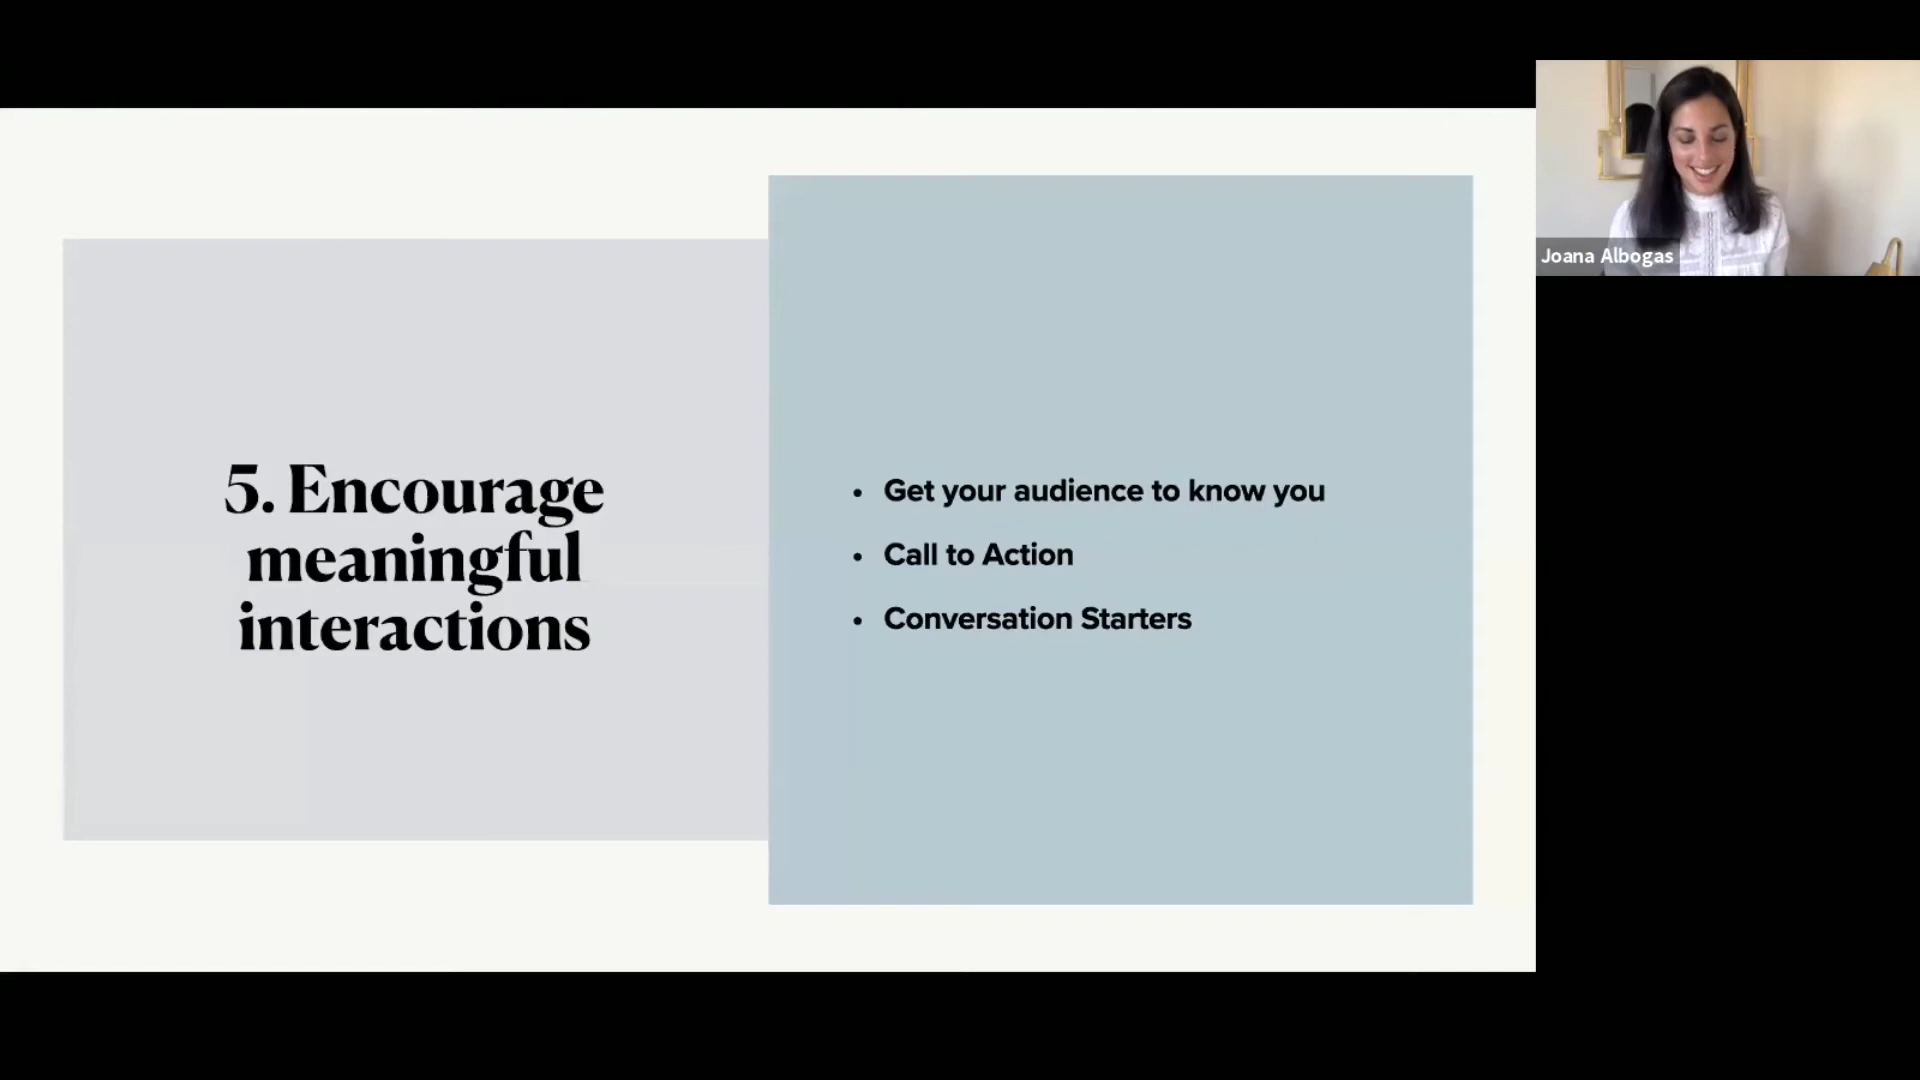 5. Encourage
meaningful
interactions
• Get your audience to know you
• Call to Action
• Conversation Starters
Joana Albogas